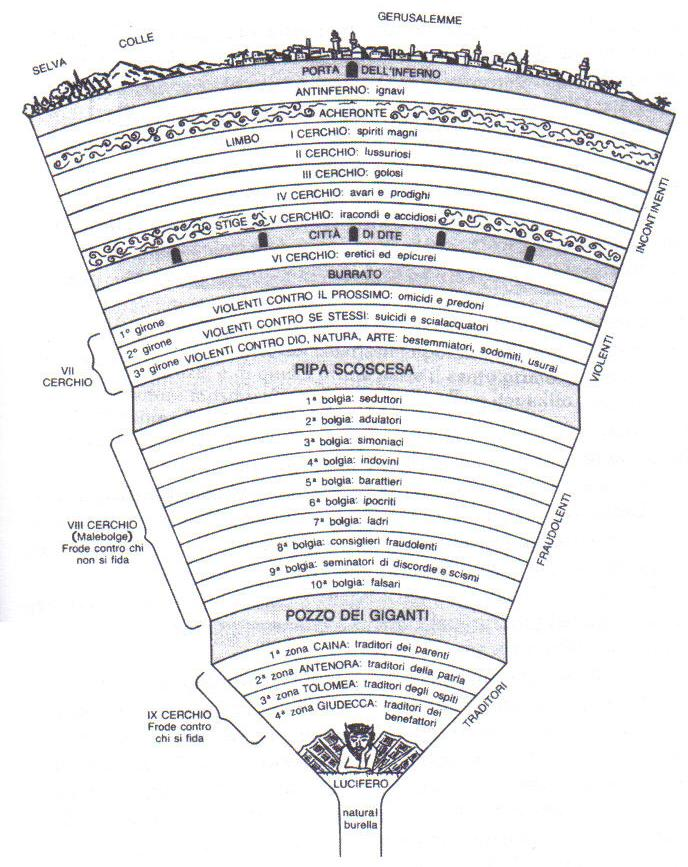 GERUSALEMME
COLLE
SELVA
PORTA DELL'INFERNO
ANTINFERNO: ignavi
ACHERONTE
LIMBO I CERCHIO: spiriti magni
II CERCHIO: lussuriosi
III CERCHIO: golosi
IV CERCHIO: avari e prodighi
STIGE V CERCHIO: iracondi e accidiosi
CITTÀ DI DITE
VI CERCHIO: eretici ed epicurei
BURRATO
INCONTINENTI
1° girone VIOLENTI CONTRO IL PROSSIMO: omicidi e predoni
2° girone VIOLENTI CONTRO SE STESSI: suicidi e scialacquatori
3° girone VIOLENTI CONTRO DIO, NATURA, ARTE: bestemmiatori, sodomiti, usurai
VII
CERCHIO
VIOLENTI
RIPA SCOSCESA
1ª bolgia: seduttori
2ª bolgia: adulatori
3ª bolgia: simoniaci
4ª bolgia: indovini
5ª bolgia: barattieri
6ª bolgia: ipocriti
7ª bolgia: ladri
8ª bolgia: consiglieri fraudolenti
9ª bolgia: seminatori di discordie e scismi
10ª bolgia: falsari
VIII CERCHIO
(Malebolge)
Frode contro chi
non si fida
FRAUDOLENTI
POZZO DEI GIGANTI
1ª zona CAINA: traditori dei parenti
2ª zona ANTENORA: traditori della patria
3ª zona TOLOMEA: traditori degli ospiti
4ª zona GIUDECCA: traditori dei
benefattori
IX CERCHIO
Frode contro
chi si fida
TRADITORI
LUCIFERO
natural
burella